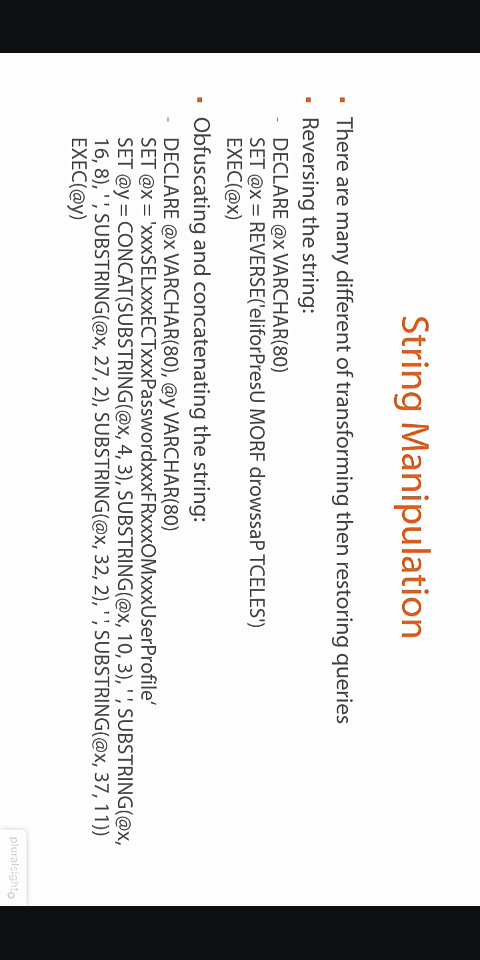 String Manipulation
▪ There are many different of transforming then restoring queries
▪ Reversing the string:
- DECLARE @x VARCHAR(80)
SET @x = REVERSE('eliforPresU MORF drowssaP TCELES')
EXEC(@x)
▪ Obfuscating and concatenating the string:
- DECLARE @x VARCHAR(80), @y VARCHAR(80)
SET @x = 'xxxSELxxxECTxxxPasswordxxxFRxxxOMxxxUserProfile‘
SET @y = CONCAT(SUBSTRING(@x, 4, 3), SUBSTRING(@x, 10, 3), ' ', SUBSTRING(@x,
16, 8), ' ', SUBSTRING(@x, 27, 2), SUBSTRING(@x, 32, 2), ' ', SUBSTRING(@x, 37, 11))
EXEC(@y)
pluralsight